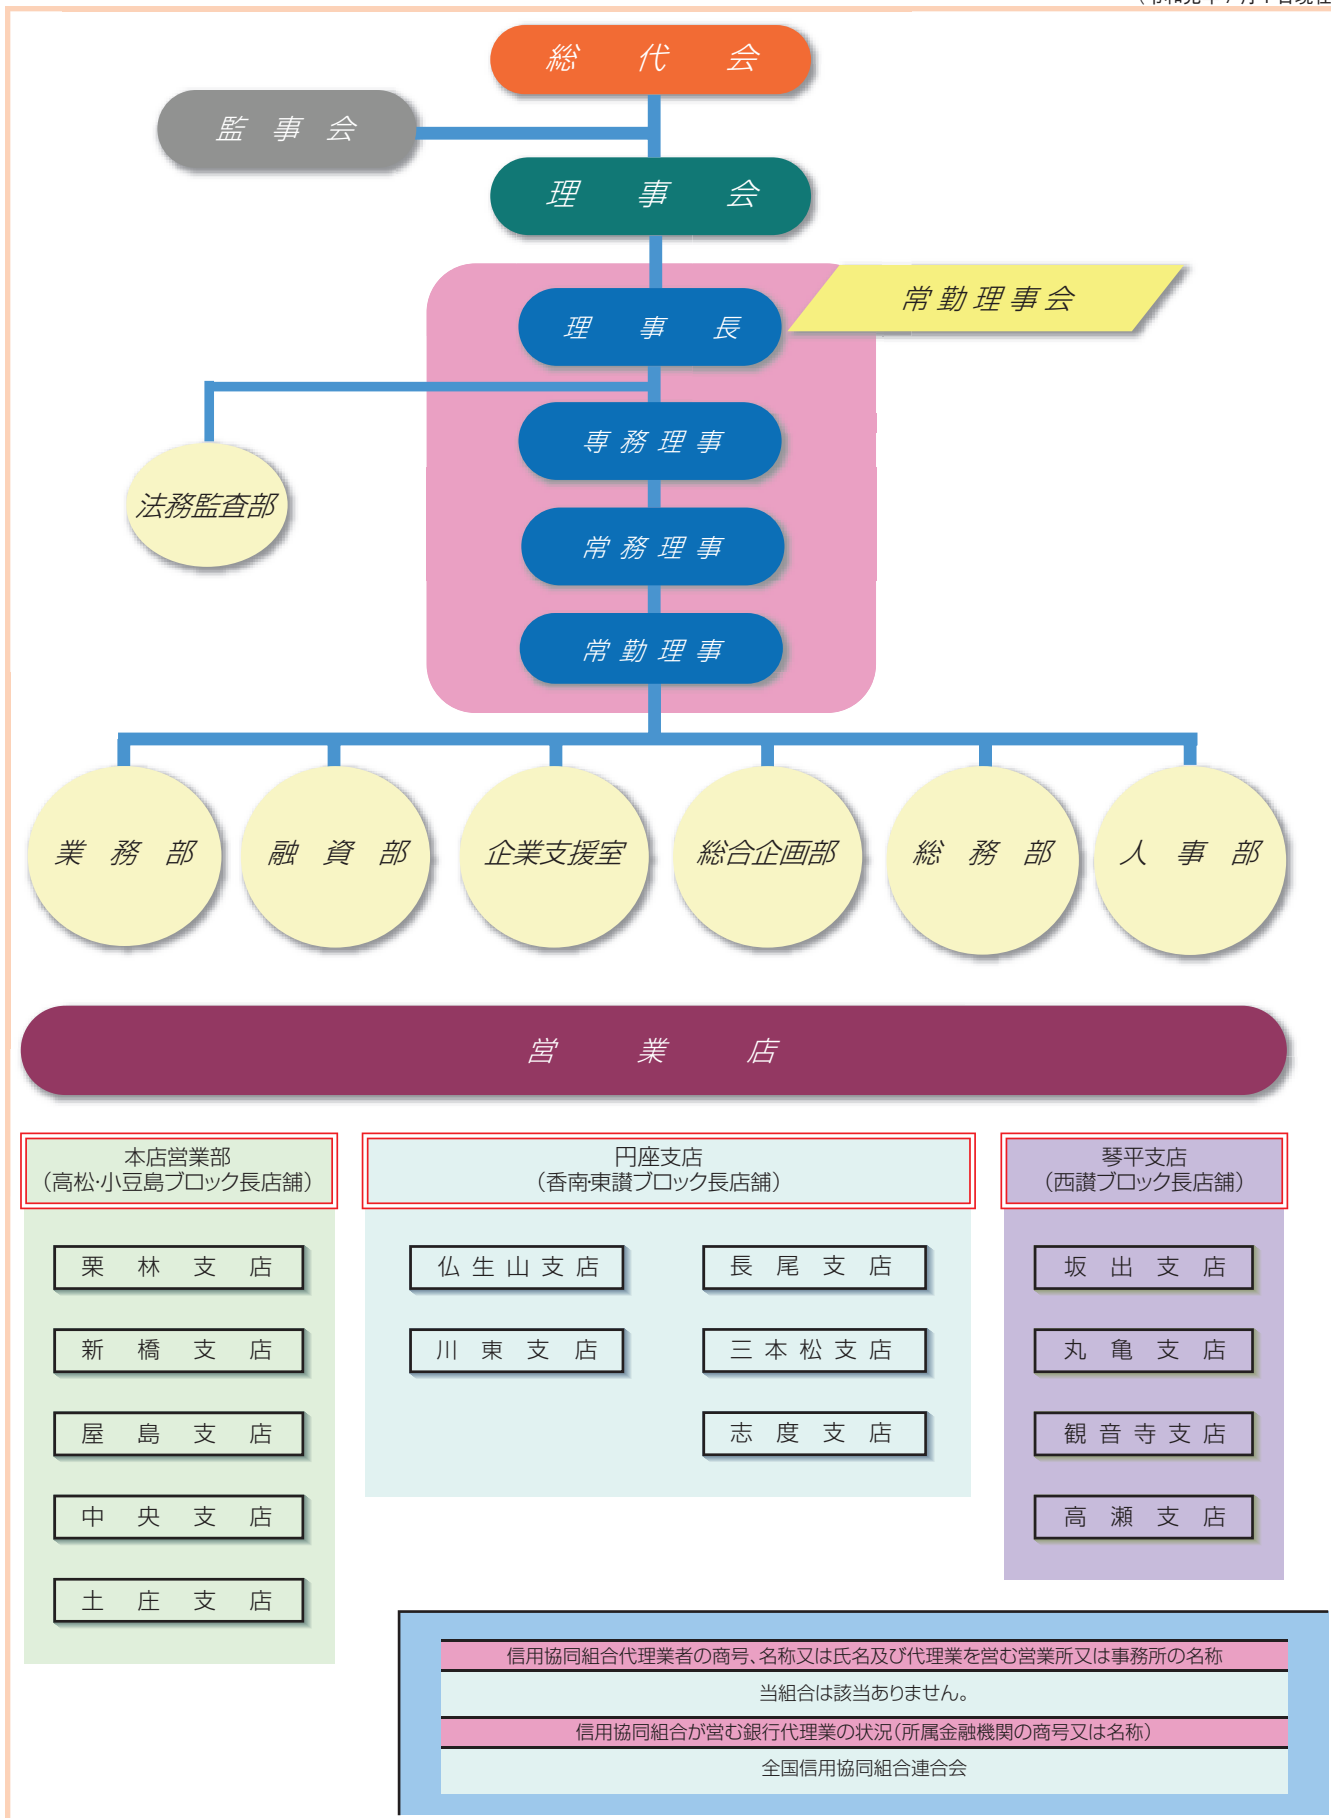 総代会
監事会
理事会
常勤理事会
理事長
専務理事
法務監査部
常務理事
常勤理事
業務部
融資部
企業支援室
総合企画部
総務部
人事部
営業店
本店営業部
（高松・小豆島ブロック長店舗）
栗林支店
新橋支店
屋島支店
中央支店
土庄支店
円座支店
（香南・東讃ブロック長店舗）
仏生山支店
川東支店
長尾支店
三本松支店
志度支店
琴平支店
（西讃ブロック長店舗）
坂出支店
丸亀支店
観音寺支店
高瀬支店
信用協同組合代理業者の商号、名称又は氏名及び代理業を営む営業所又は事務所の名称
当組合は該当ありません。
信用協同組合が営む銀行代理業の状況（所属金融機関の商号又は名称）
全国信用協同組合連合会